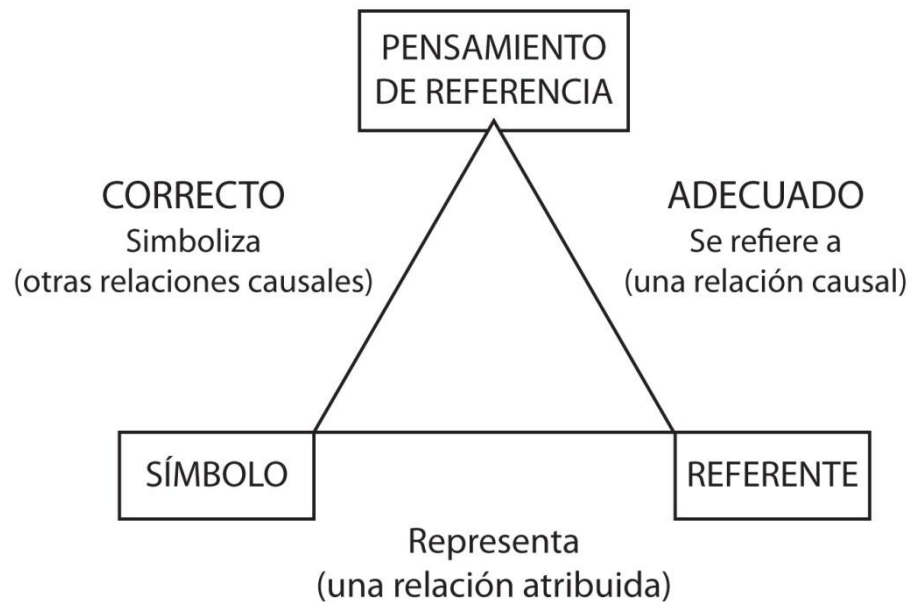 PENSAMIENTO
DE REFERENCIA
CORRECTO
Simboliza
(otras relaciones causales)
ADECUADO
Se refiere a
(una relación causal)
SÍMBOLO
REFERENTE
Representa
(una relación atribuida)